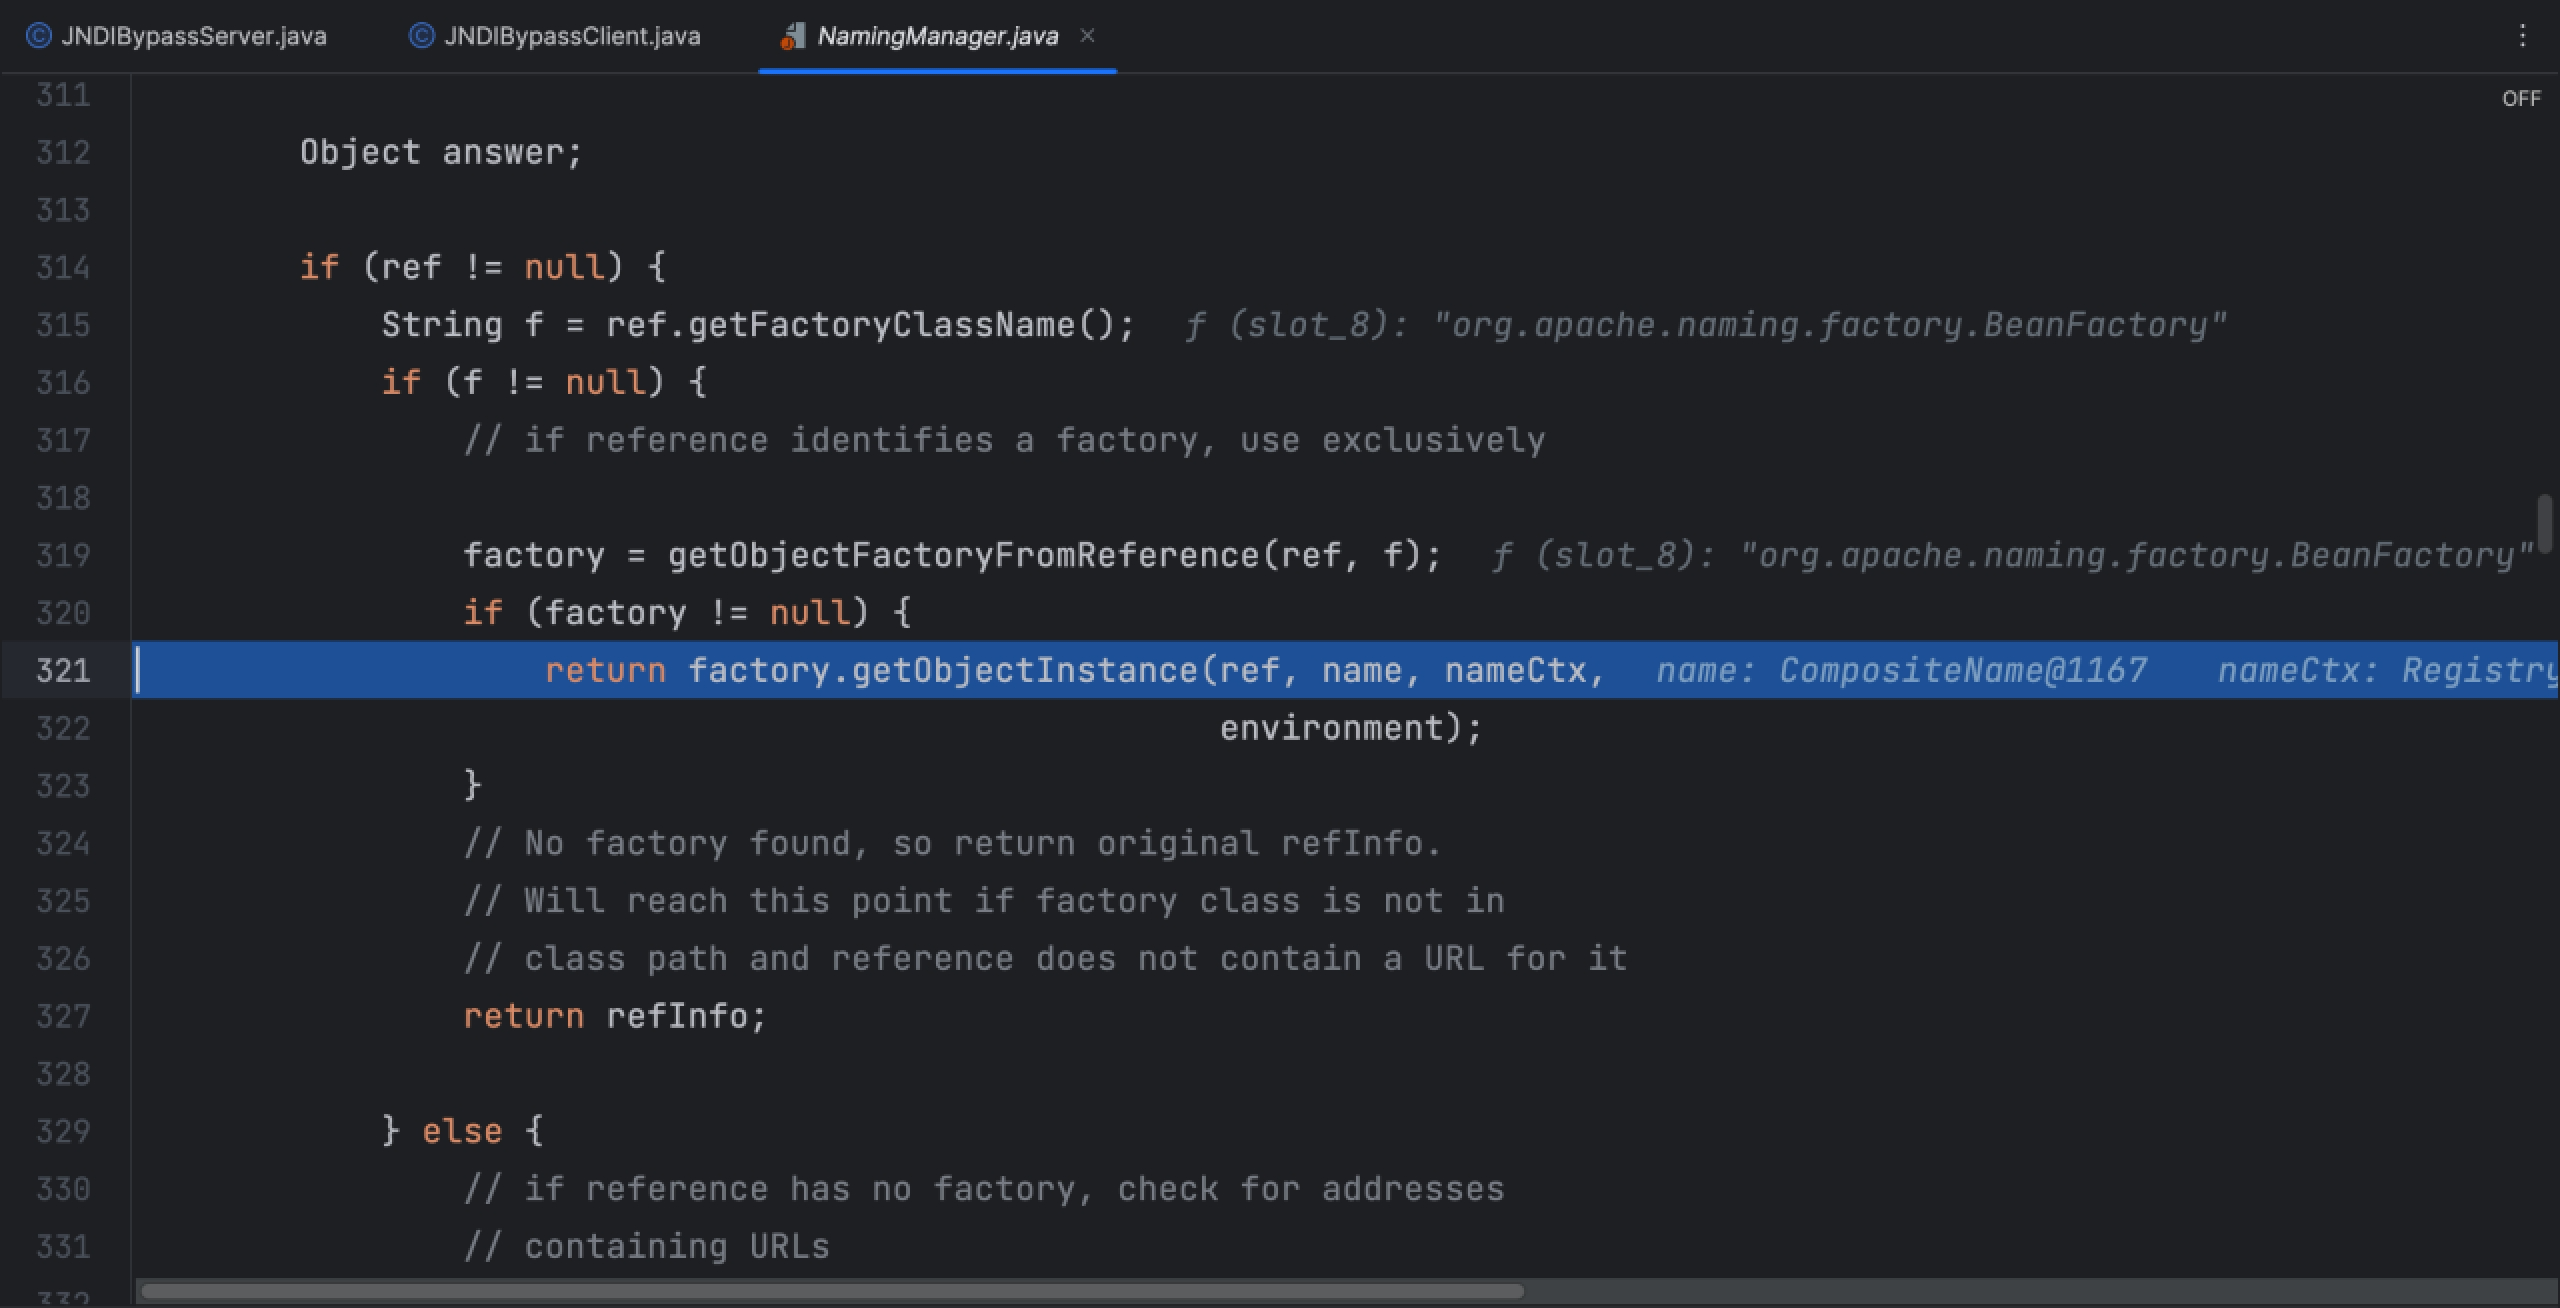 JNDIBypassServer.java JNDIBypassClient.java NamingManager.java
311
OFF
312 Object answer;
313
314 if (ref != null) {
315 String f = ref.getFactoryClassName(); f (slot_8): "org.apache.naming.factory.BeanFactory"
316 if (f != null) {
317 // if reference identifies a factory, use exclusively
318
319 factory = getObjectFactoryFromReference(ref, f); f (slot_8): "org.apache.naming.factory.BeanFactory"
320 if (factory != null) {
321 return factory.getObjectInstance(ref, name, nameCtx, name: CompositeName@1167 nameCtx: Registry
322 environment);
323 }
324 // No factory found, so return original refInfo.
325 // Will reach this point if factory class is not in
326 // class path and reference does not contain a URL for it
327 return refInfo;
328
329 } else {
330 // if reference has no factory, check for addresses
331 // containing URLs
332